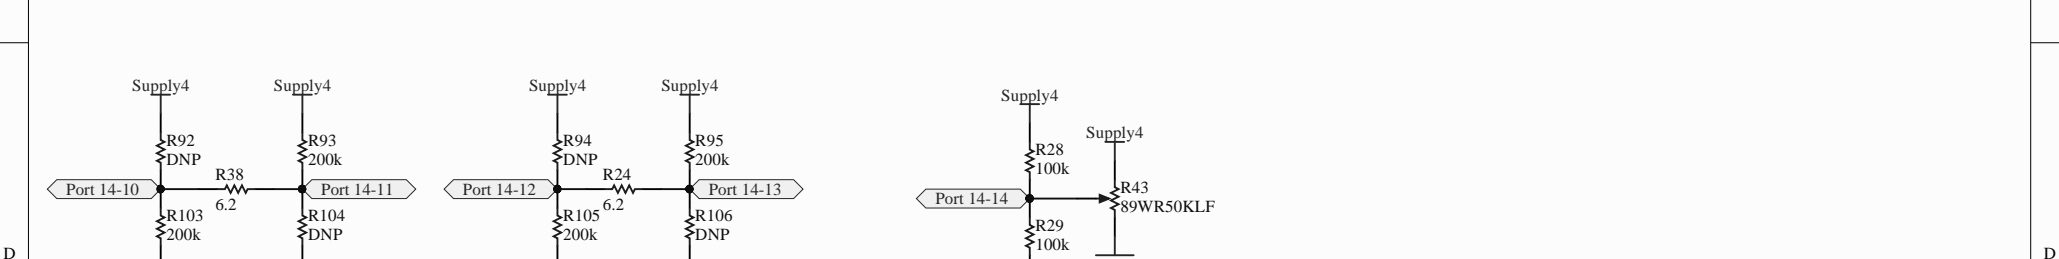 Supply4
Supply4
Supply4
Supply4
Supply4
Supply4
R92
DNP
R93
200k
R94
DNP
R95
200k
R28
100k
R38
6.2
R24
6.2
Port 14-10
Port 14-11
Port 14-12
Port 14-13
Port 14-14
R43
89WR50KLF
R103
200k
R104
DNP
R105
200k
R106
DNP
R29
100k
D
D